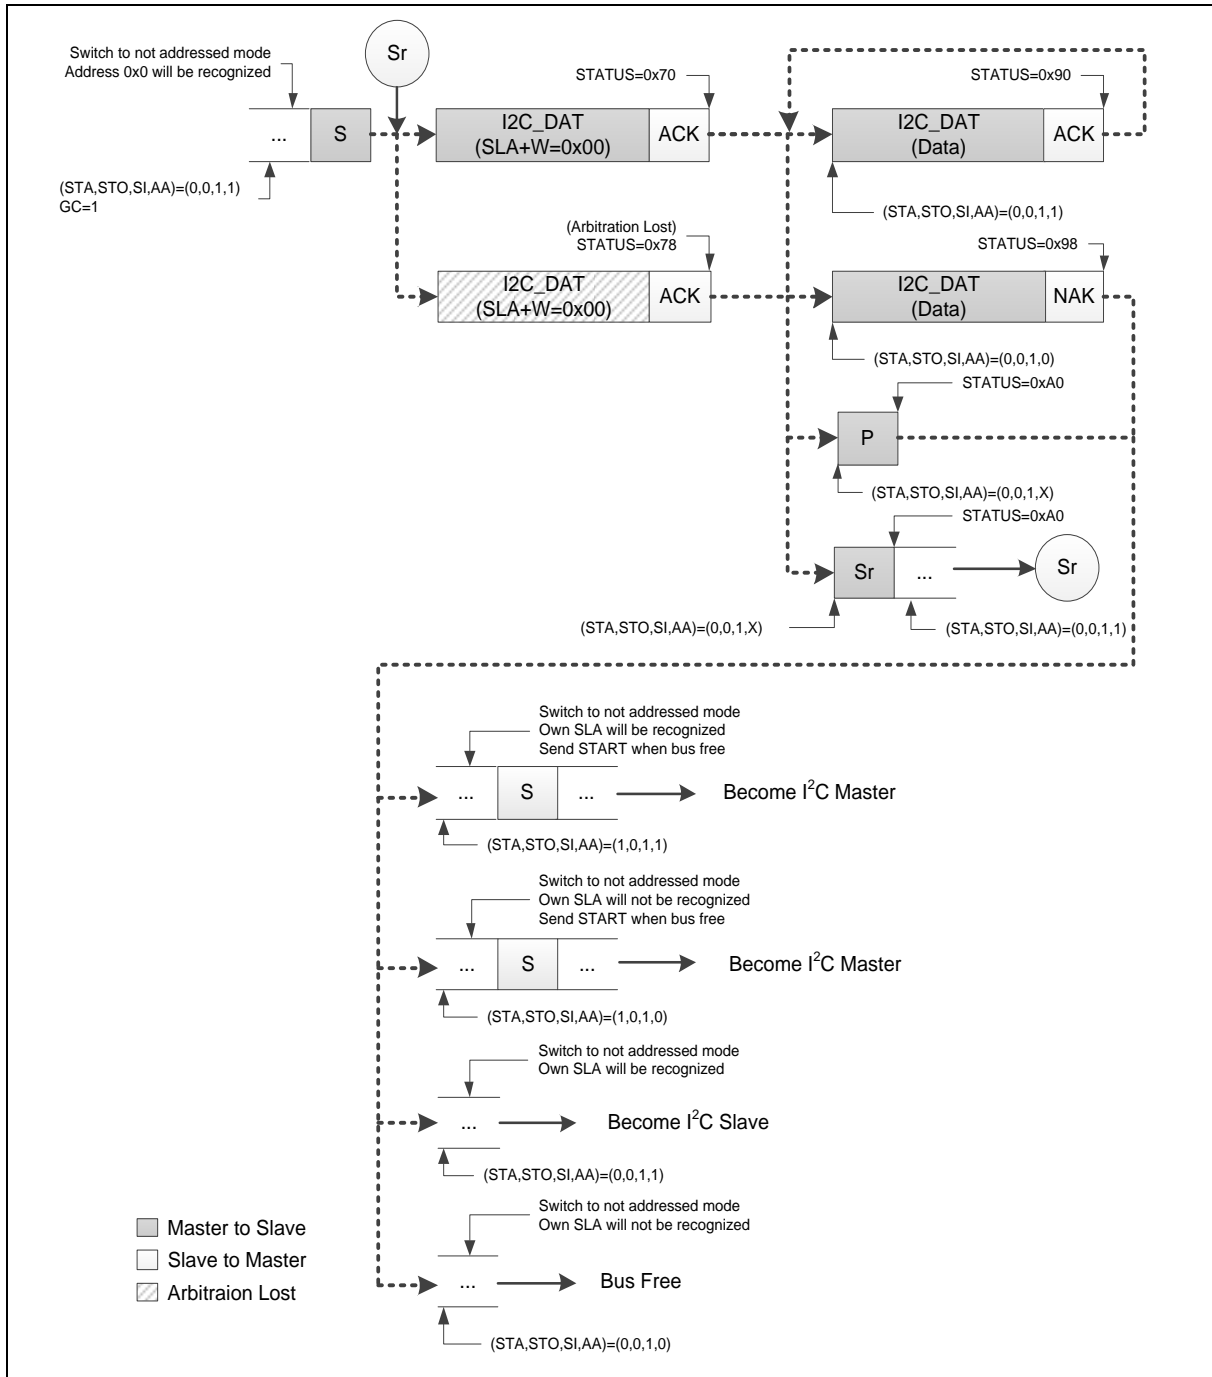 Switch to not addressed mode
Address 0x0 will be recognized
Sr
STATUS=0x70
STATUS=0x90
...
S
I2C_DAT
(SLA+W=0x00)
ACK
I2C_DAT
(Data)
ACK
(STA,STO,SI,AA)=(0,0,1,1)
GC=1
(STA,STO,SI,AA)=(0,0,1,1)
(Arbitration Lost)
STATUS=0x78
STATUS=0x98
I2C_DAT
(SLA+W=0x00)
ACK
I2C_DAT
(Data)
NAK
(STA,STO,SI,AA)=(0,0,1,0)
STATUS=0xA0
P
(STA,STO,SI,AA)=(0,0,1,X)
STATUS=0xA0
Sr
...
Sr
(STA,STO,SI,AA)=(0,0,1,X)
(STA,STO,SI,AA)=(0,0,1,1)
Switch to not addressed mode
Own SLA will be recognized
Send START when bus free
...
S
...
Become I²C Master
(STA,STO,SI,AA)=(1,0,1,1)
Switch to not addressed mode
Own SLA will not be recognized
Send START when bus free
...
S
...
Become I²C Master
(STA,STO,SI,AA)=(1,0,1,0)
Switch to not addressed mode
Own SLA will be recognized
...
Become I²C Slave
(STA,STO,SI,AA)=(0,0,1,1)
Switch to not addressed mode
Own SLA will not be recognized
...
Bus Free
(STA,STO,SI,AA)=(0,0,1,0)
Master to Slave
Slave to Master
Arbitraion Lost